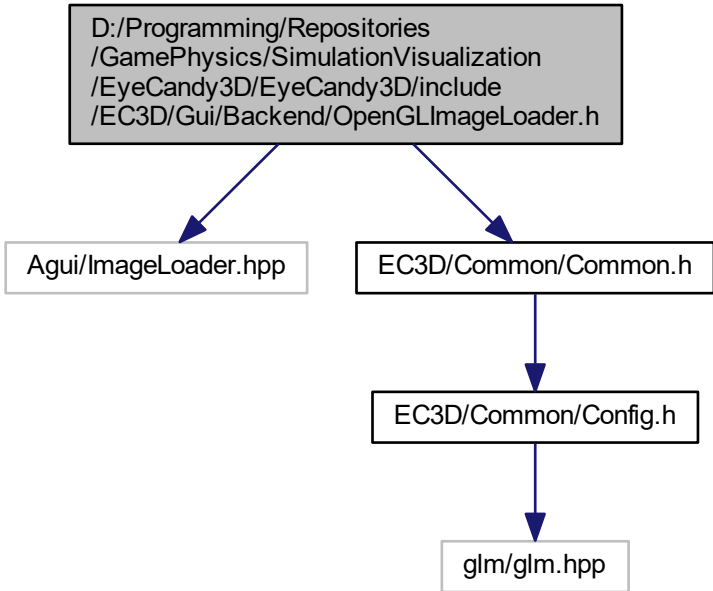 D:/Programming/Repositories
/GamePhysics/SimulationVisualization
/EyeCandy3D/EyeCandy3D/include
/EC3D/Gui/Backend/OpenGLImageLoader.h
Agui/ImageLoader.hpp
EC3D/Common/Common.h
EC3D/Common/Config.h
glm/glm.hpp